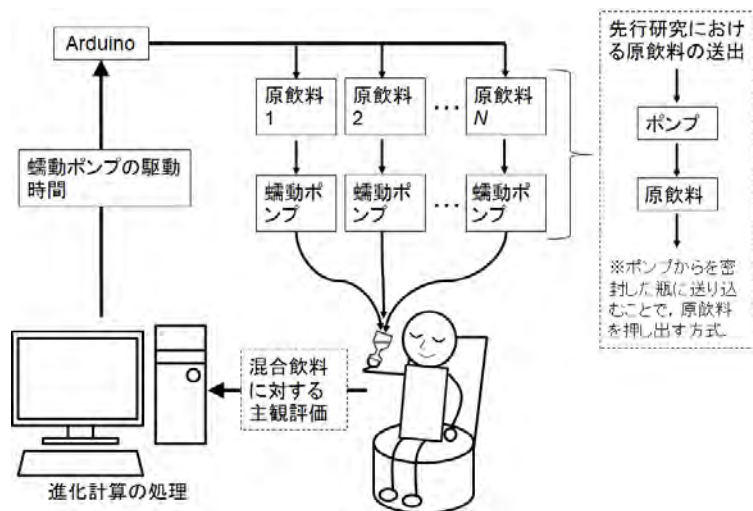 Arduino
蠕動ポンプの駆動
時間
原飲料
1
原飲料
2
…
原飲料
N
蠕動ポ
ンプ
蠕動ポ
ンプ
…
蠕動ポ
ンプ
先行研究におけ
る原飲料の送出
ポンプ
原飲料
※ポンプからを密
封した瓶に送り込
むことで，原飲料
を押し出す方式．
混合飲料
に対する
主観評価
進化計算の処理